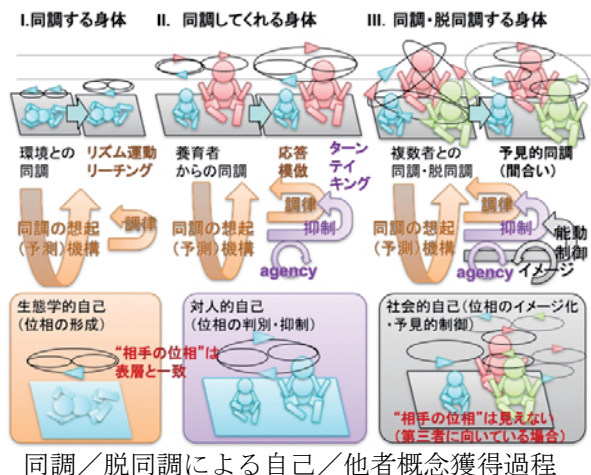 I.同調する身体
II. 同調してくれる身体
III. 同調・脱同調する身体
環境との
同調
リズム運動
リーチング
養育者
からの同調
応答
模倣
ターン
テイ
キング
複数者との
同調・脱同調
予見的同調
(間合い)
同調の想起
(予測)機構
調律
同調の想起
(予測)機構
調律
抑制
agency
同調の想起
(予測)機構
調律
抑制
agency
イメージ
能動
制御
生態学的自己
(位相の形成)
“相手の位相”は
表層と一致
対人的自己
(位相の判別・抑制)
社会的自己(位相のイメージ化
・予見的制御)
“相手の位相”は見えない
(第三者に向いている場合)
同調／脱同調による自己／他者概念獲得過程